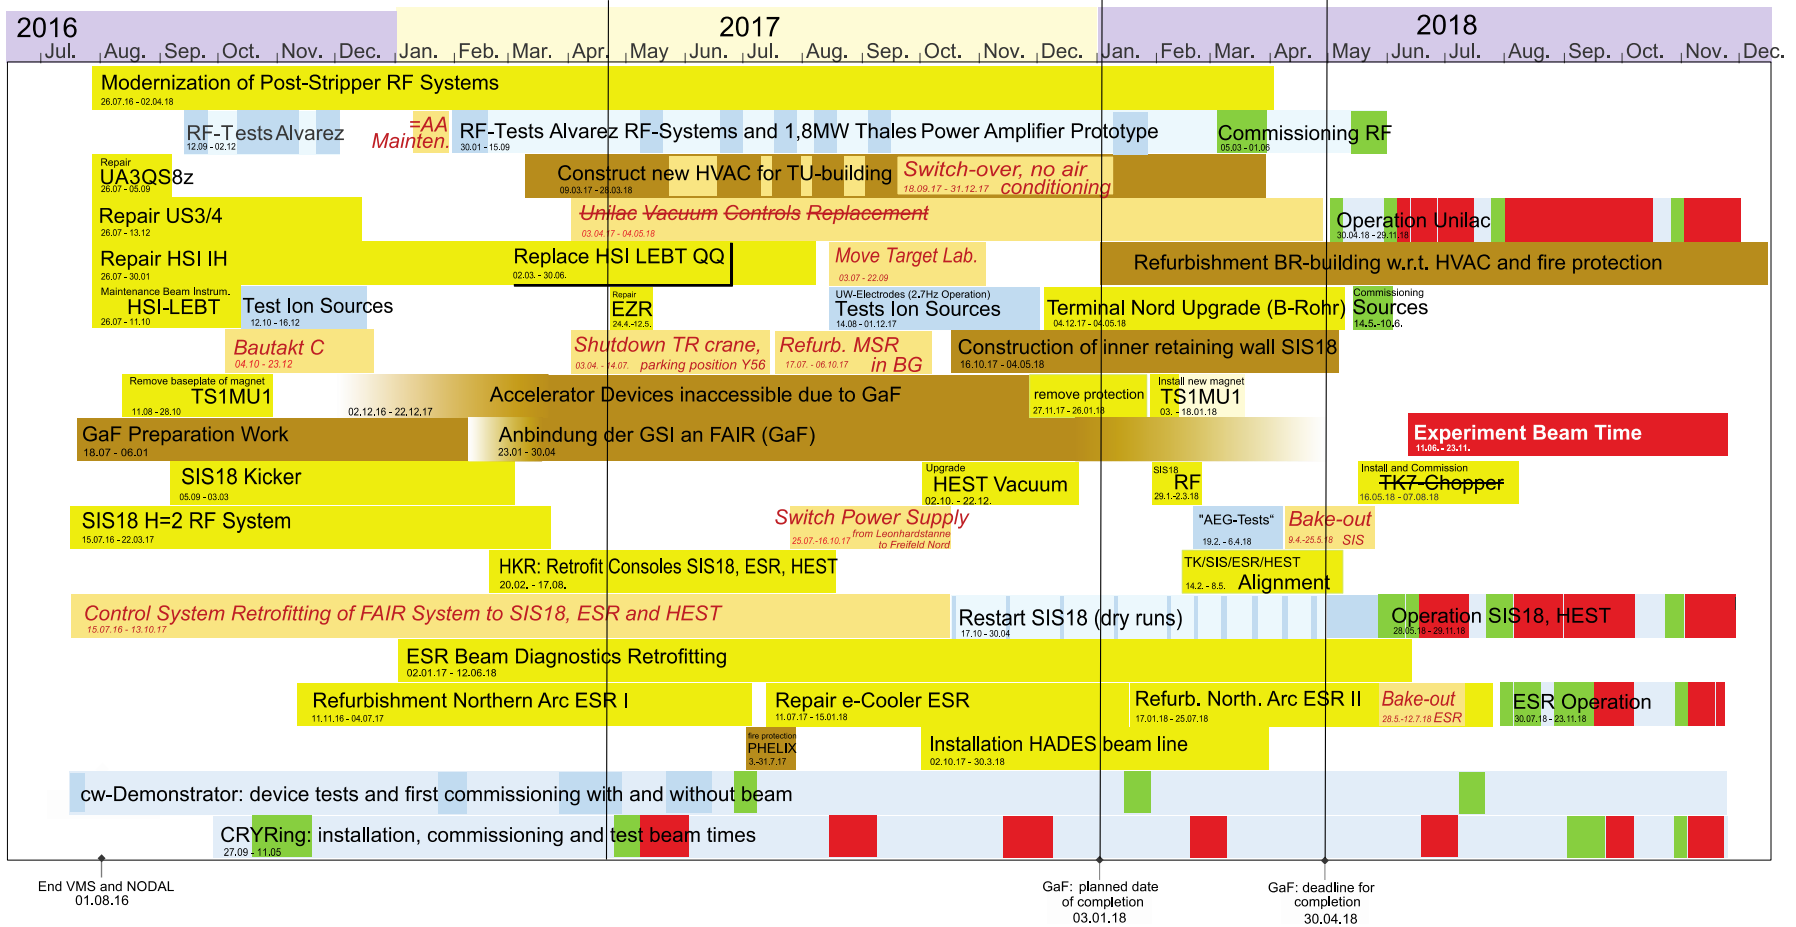 2016
2017
2018
Jul. Aug. Sep. Oct. Nov. Dec. Jan. Feb. Mar. Apr. May Jun. Jul. Aug. Sep. Oct. Nov. Dec. Jan. Feb. Mar. Apr. May Jun. Jul. Aug. Sep. Oct. Nov. Dec.
Modernization of Post-Stripper RF Systems
26.07.16 - 02.04.18
RF-Tests Alvarez
12.09 - 02.12
=AA
Mainten.
RF-Tests Alvarez RF-Systems and 1,8MW Thales Power Amplifier Prototype
30.01 - 15.09
Commissioning RF
05.03 - 01.06
Repair
UA3QS8z
26.07 - 05.09
Construct new HVAC for TU-building
09.03.17 - 28.03.18
Switch-over, no air
18.09.17 - 31.12.17 conditioning
Repair US3/4
26.07 - 13.12
Unilac Vacuum Controls Replacement
03.04.17 - 04.05.18
Operation Unilac
30.04.18 - 29.11.18
Repair HSI IH
26.07 - 30.01
Replace HSI LEBT QQ
02.03. - 30.06.
Move Target Lab.
03.07 - 22.09
Refurbishment BR-building w.r.t. HVAC and fire protection
Maintenance Beam Instrum.
HSI-LEBT
26.07 - 11.10
Test Ion Sources
12.10 - 16.12
Repair
EZR
24.4.-12.5.
UW-Electrodes (2.7Hz Operation)
Tests Ion Sources
14.08 - 01.12.17
Terminal Nord Upgrade (B-Rohr)
04.12.17 - 04.05.18
Commissioning
Sources
14.5.-10.6.
Bautakt C
04.10 - 23.12
Shutdown TR crane,
03.04. - 14.07. parking position Y56
Refurb. MSR
17.07. - 06.10.17 in BG
Construction of inner retaining wall SIS18
16.10.17 - 04.05.18
Remove baseplate of magnet
TS1MU1
11.08 - 28.10
Accelerator Devices inaccessible due to GaF
02.12.16 - 22.12.17
remove protection
27.11.17 - 26.01.18
Install new magnet
TS1MU1
03. - 18.01.18
GaF Preparation Work
18.07 - 06.01
Anbindung der GSI an FAIR (GaF)
23.01 - 30.04
Experiment Beam Time
11.06. - 23.11.
SIS18 Kicker
05.09 - 03.03
Upgrade
HEST Vacuum
02.10. - 22.12.
SIS18
RF
29.1.-2.3.18
Install and Commission
TK7-Chopper
16.05.18 - 07.08.18
SIS18 H=2 RF System
15.07.16 - 22.03.17
Switch Power Supply
25.07.-16.10.17 from Leonhardstanne
to Freifeld Nord
"AEG-Tests“
19.2. - 6.4.18
Bake-out
9.4.-25.5.18 SIS
HKR: Retrofit Consoles SIS18, ESR, HEST
20.02. - 17.08.
TK/SIS/ESR/HEST
14.2. - 8.5. Alignment
Control System Retrofitting of FAIR System to SIS18, ESR and HEST
15.07.16 - 13.10.17
Restart SIS18 (dry runs)
17.10 - 30.04
Operation SIS18, HEST
28.05.18 - 29.11.18
ESR Beam Diagnostics Retrofitting
02.01.17 - 12.06.18
Refurbishment Northern Arc ESR I
11.11.16 - 04.07.17
Repair e-Cooler ESR
11.07.17 - 15.01.18
Refurb. North. Arc ESR II
17.01.18 - 25.07.18
Bake-out
28.5.-12.7.18 ESR
ESR Operation
30.07.18 - 23.11.18
fire protection
PHELIX
3.-31.7.17
Installation HADES beam line
02.10.17 - 30.3.18
cw-Demonstrator: device tests and first commissioning with and without beam
CRYRing: installation, commissioning and test beam times
27.09 - 11.05
End VMS and NODAL
01.08.16
GaF: planned date
of completion
03.01.18
GaF: deadline for
completion
30.04.18